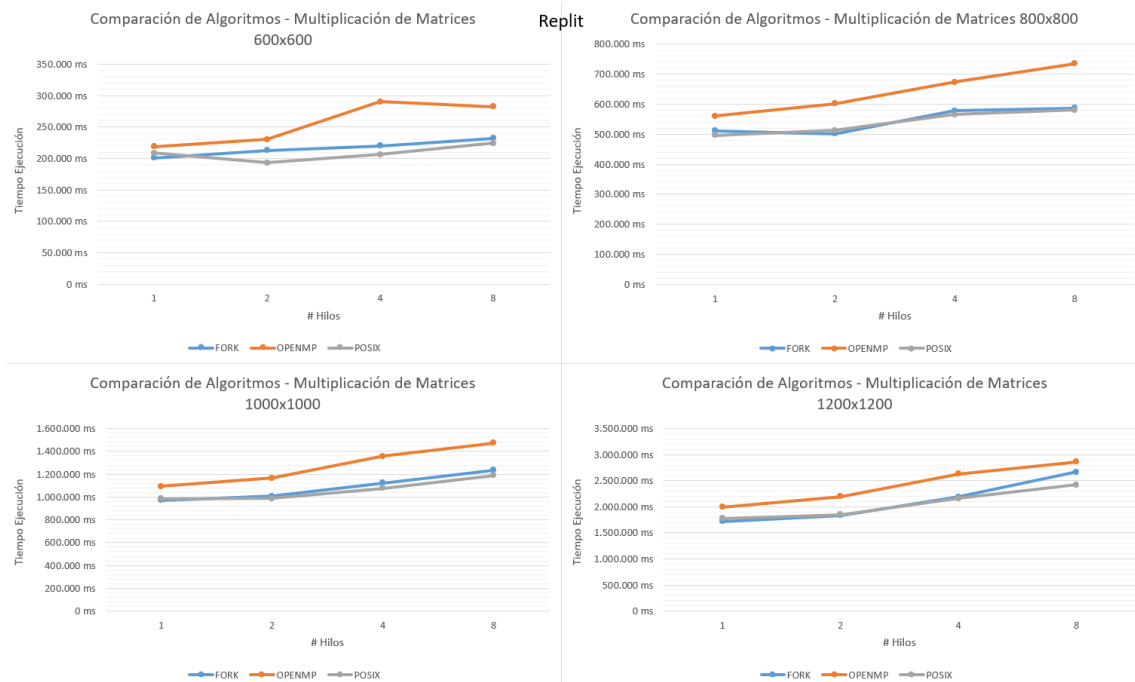 Replit
Comparación de Algoritmos - Multiplicación de Matrices
600x600
350.000 ms
300.000 ms
250.000 ms
200.000 ms
150.000 ms
100.000 ms
50.000 ms
0 ms
Tiempo Ejecución
1 2 4 8
# Hilos
FORK OPENMP POSIX
Comparación de Algoritmos - Multiplicación de Matrices 800x800
800.000 ms
700.000 ms
600.000 ms
500.000 ms
400.000 ms
300.000 ms
200.000 ms
100.000 ms
0 ms
Tiempo Ejecución
1 2 4 8
# Hilos
FORK OPENMP POSIX
Comparación de Algoritmos - Multiplicación de Matrices
1000x1000
1.600.000 ms
1.400.000 ms
1.200.000 ms
1.000.000 ms
800.000 ms
600.000 ms
400.000 ms
200.000 ms
0 ms
Tiempo Ejecución
1 2 4 8
# Hilos
FORK OPENMP POSIX
Comparación de Algoritmos - Multiplicación de Matrices
1200x1200
3.500.000 ms
3.000.000 ms
2.500.000 ms
2.000.000 ms
1.500.000 ms
1.000.000 ms
500.000 ms
0 ms
Tiempo Ejecución
1 2 4 8
# Hilos
FORK OPENMP POSIX